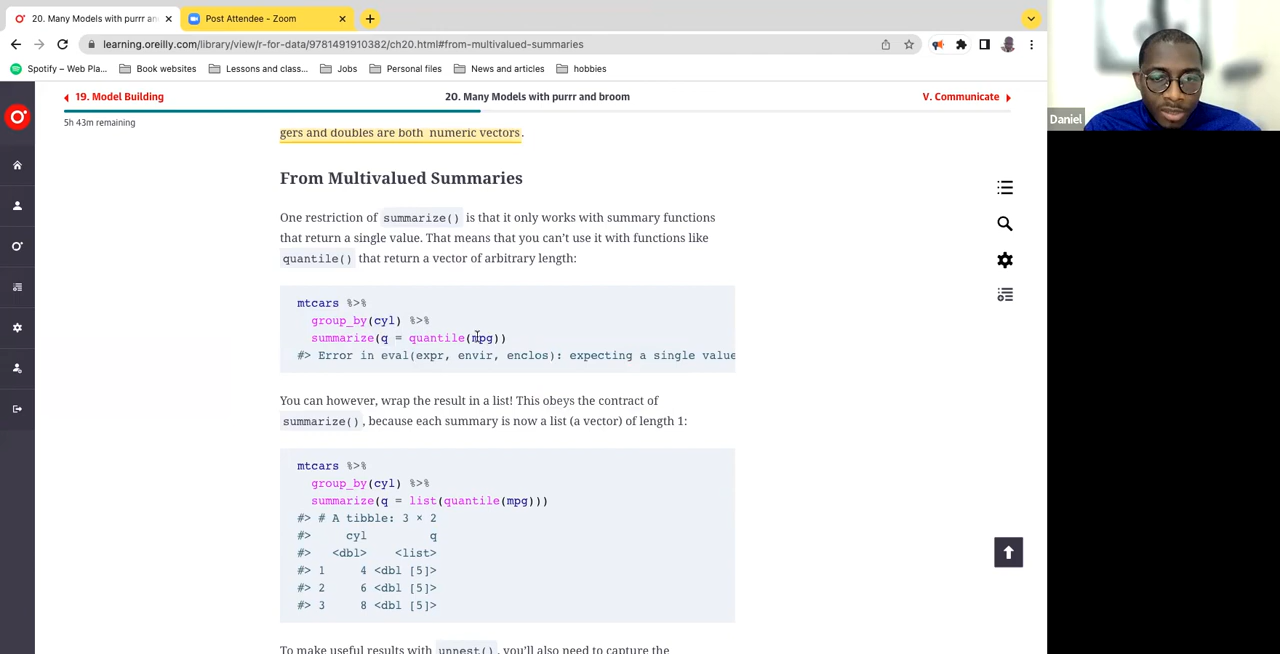 20. Many Models with purrr and
Post Attendee - Zoom
learning.oreilly.com/library/view/r-for-data/9781491910382/ch20.html#from-multivalued-summaries
Spotify – Web Pla...
Book websites
Lessons and class...
Jobs
Personal files
News and articles
hobbies
19. Model Building
20. Many Models with purrr and broom
V. Communicate
5h 43m remaining
Daniel
gers and doubles are both numeric vectors.
From Multivalued Summaries
One restriction of summarize() is that it only works with summary functions
that return a single value. That means that you can’t use it with functions like
quantile() that return a vector of arbitrary length:
mtcars %>%
group_by(cyl) %>%
summarize(q = quantile(mpg))
#> Error in eval(expr, envir, enclos): expecting a single value
You can however, wrap the result in a list! This obeys the contract of
summarize(), because each summary is now a list (a vector) of length 1:
mtcars %>%
group_by(cyl) %>%
summarize(q = list(quantile(mpg)))
#> # A tibble: 3 × 2
#> cyl q
#> <dbl> <list>
#> 1 4 <dbl [5]>
#> 2 6 <dbl [5]>
#> 3 8 <dbl [5]>
To make useful results with unnest(), you’ll also need to capture the